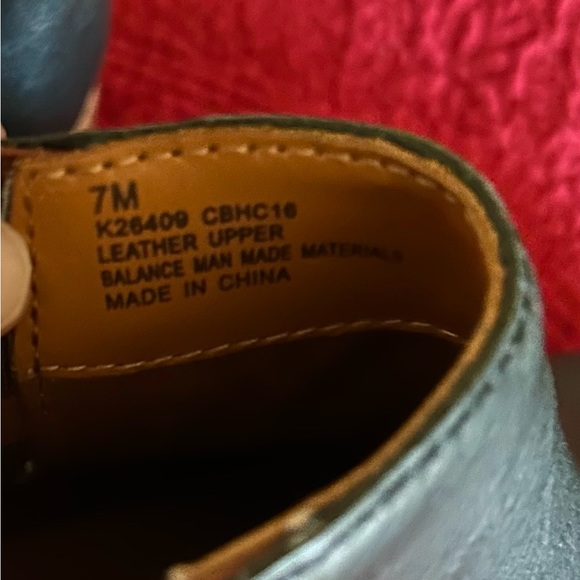 7M
K26409 CBHC16
LEATHER UPPER
BALANCE MAN MADE MATERIALS
MADE IN CHINA